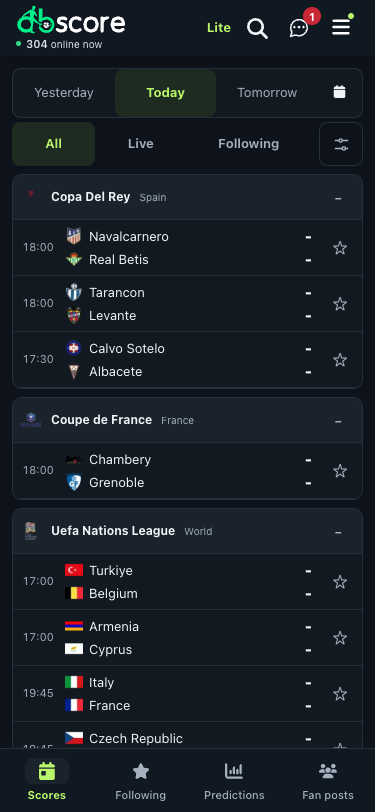 abscore
304 online now
Lite
1
Yesterday
Today
Tomorrow
All
Live
Following
Copa Del Rey Spain –
18:00 Navalcarnero -
Real Betis -
18:00 Tarancon -
Levante -
17:30 Calvo Sotelo -
Albacete -
Coupe de France France –
18:00 Chambery -
Grenoble -
Uefa Nations League World –
17:00 Turkiye -
Belgium -
17:00 Armenia -
Cyprus -
19:45 Italy -
France -
Czech Republic -
Scores
Following
Predictions
Fan posts